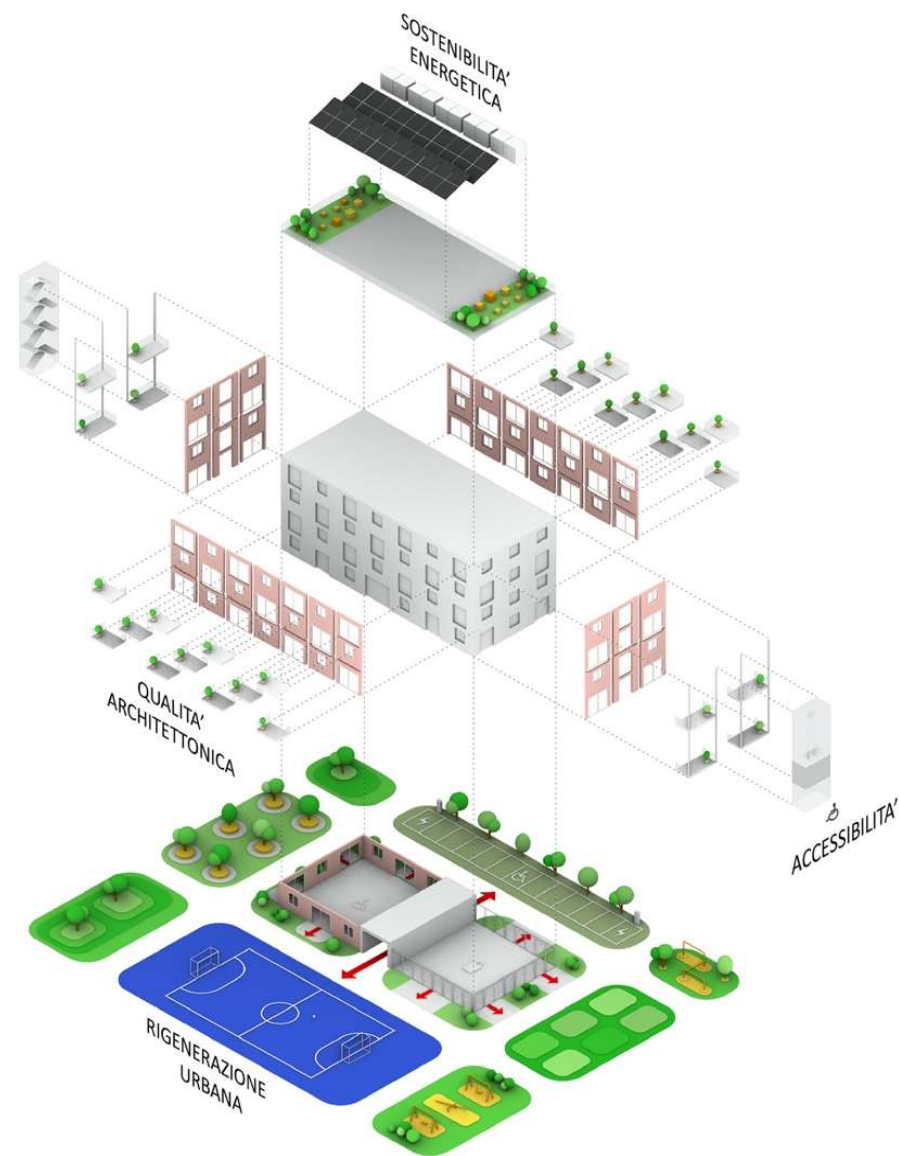 SOSTENIBILITA'
ENERGETICA
QUALITA'
ARCHITETTONICA
ACCESSIBILITA'
RIGENERAZIONE
URBANA